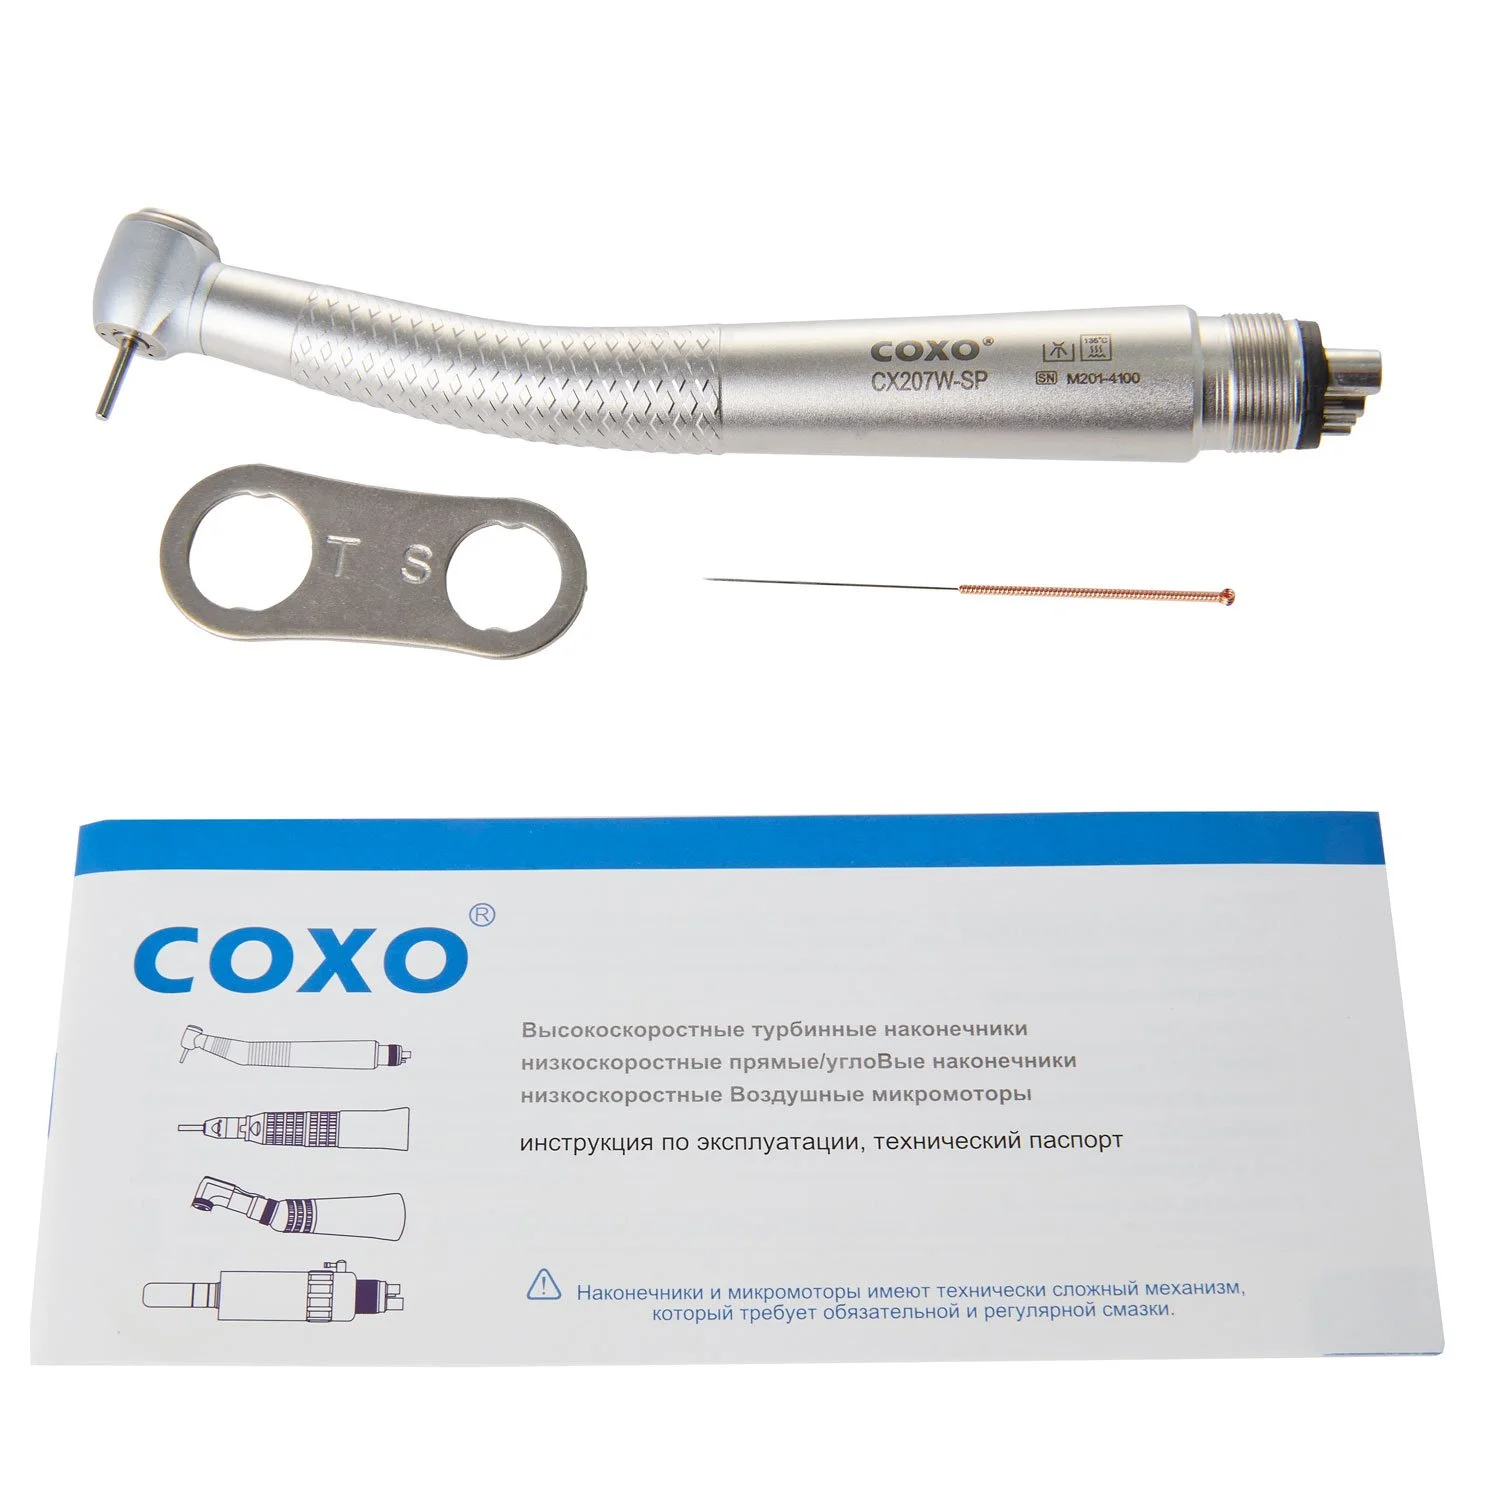 COXO®
CX207W-SP
135°C
SN M201-4100
T S
COXO®
Высокоскоростные турбинные наконечники
низкоскоростные прямые/углоВые наконечники
низкоскоростные Воздушные микромоторы
инструкция по эксплуатации, технический паспорт
Наконечники и микромоторы имеют технически сложный механизм,
который требует обязательной и регулярной смазки.